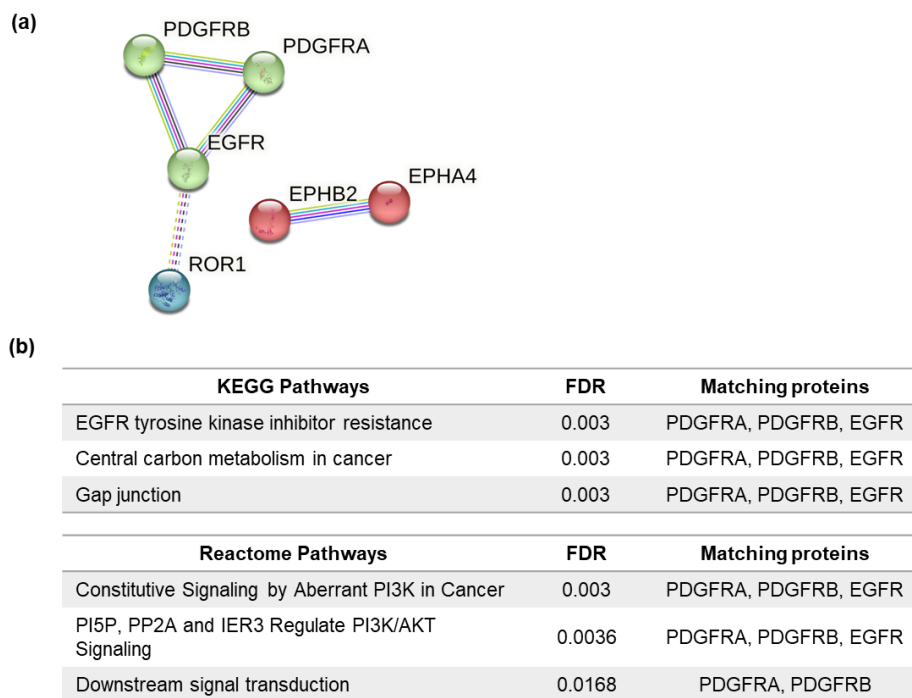 (a)
PDGFRB
PDGFRA
EGFR
EPHB2
EPHA4
ROR1
(b)
KEGG Pathways FDR Matching proteins
EGFR tyrosine kinase inhibitor resistance 0.003 PDGFRA, PDGFRB, EGFR
Central carbon metabolism in cancer 0.003 PDGFRA, PDGFRB, EGFR
Gap junction 0.003 PDGFRA, PDGFRB, EGFR
Reactome Pathways FDR Matching proteins
Constitutive Signaling by Aberrant PI3K in Cancer 0.003 PDGFRA, PDGFRB, EGFR
PI5P, PP2A and IER3 Regulate PI3K/AKT
Signaling 0.0036 PDGFRA, PDGFRB, EGFR
Downstream signal transduction 0.0168 PDGFRA, PDGFRB